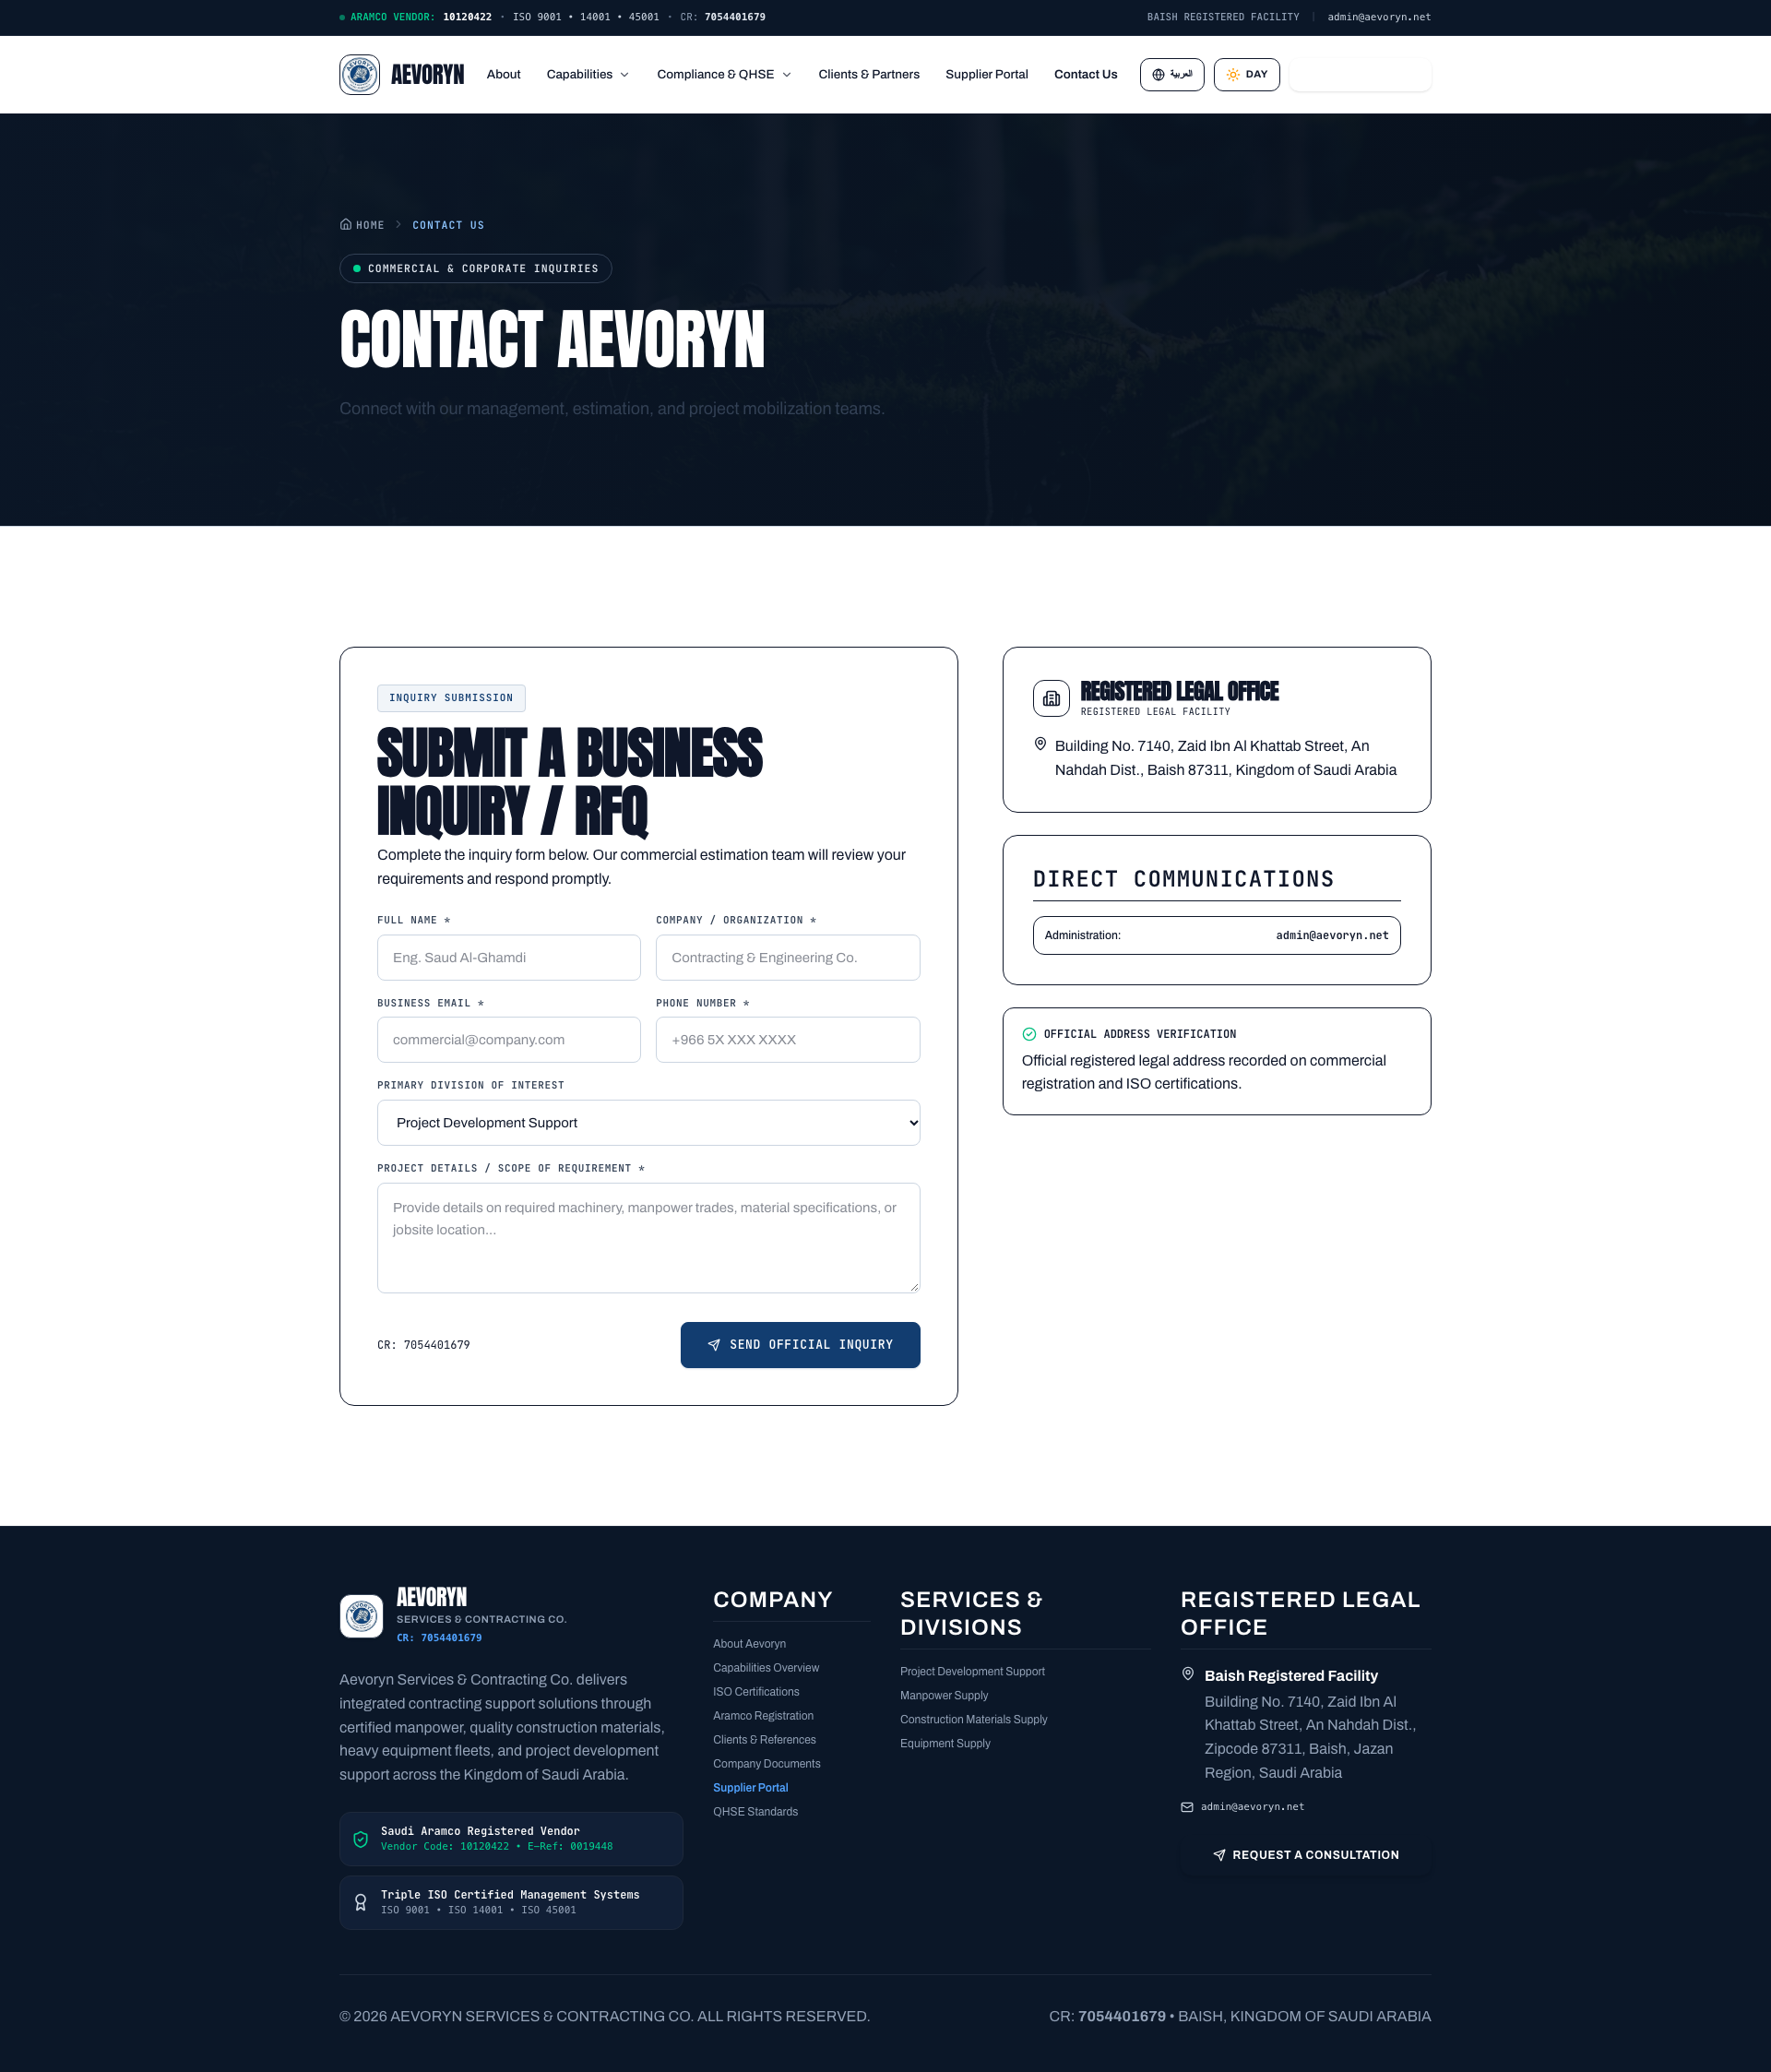 ARAMCO VENDOR: 10120422 • ISO 9001 • 14001 • 45001 • CR: 7054401679
BAISH REGISTERED FACILITY | admin@aevoryn.net
AEVORYN
About
Capabilities
Compliance & QHSE
Clients & Partners
Supplier Portal
Contact Us
العربية
DAY
HOME > CONTACT US
COMMERCIAL & CORPORATE INQUIRIES
CONTACT AEVORYN
Connect with our management, estimation, and project mobilization teams.
INQUIRY SUBMISSION
SUBMIT A BUSINESS
INQUIRY / RFQ
Complete the inquiry form below. Our commercial estimation team will review your
requirements and respond promptly.
FULL NAME *
Eng. Saud Al-Ghamdi
COMPANY / ORGANIZATION *
Contracting & Engineering Co.
BUSINESS EMAIL *
commercial@company.com
PHONE NUMBER *
+966 5X XXX XXXX
PRIMARY DIVISION OF INTEREST
Project Development Support
PROJECT DETAILS / SCOPE OF REQUIREMENT *
Provide details on required machinery, manpower trades, material specifications, or
jobsite location...
CR: 7054401679
SEND OFFICIAL INQUIRY
REGISTERED LEGAL OFFICE
REGISTERED LEGAL FACILITY
Building No. 7140, Zaid Ibn Al Khattab Street, An
Nahdah Dist., Baish 87311, Kingdom of Saudi Arabia
DIRECT COMMUNICATIONS
Administration: admin@aevoryn.net
OFFICIAL ADDRESS VERIFICATION
Official registered legal address recorded on commercial
registration and ISO certifications.
AEVORYN
SERVICES & CONTRACTING CO.
CR: 7054401679
Aevoryn Services & Contracting Co. delivers
integrated contracting support solutions through
certified manpower, quality construction materials,
heavy equipment fleets, and project development
support across the Kingdom of Saudi Arabia.
Saudi Aramco Registered Vendor
Vendor Code: 10120422 • E-Ref: 0019448
Triple ISO Certified Management Systems
ISO 9001 • ISO 14001 • ISO 45001
COMPANY
About Aevoryn
Capabilities Overview
ISO Certifications
Aramco Registration
Clients & References
Company Documents
Supplier Portal
QHSE Standards
SERVICES &
DIVISIONS
Project Development Support
Manpower Supply
Construction Materials Supply
Equipment Supply
REGISTERED LEGAL
OFFICE
Baish Registered Facility
Building No. 7140, Zaid Ibn Al
Khattab Street, An Nahdah Dist.,
Zipcode 87311, Baish, Jazan
Region, Saudi Arabia
admin@aevoryn.net
REQUEST A CONSULTATION
© 2026 AEVORYN SERVICES & CONTRACTING CO. ALL RIGHTS RESERVED.
CR: 7054401679 • BAISH, KINGDOM OF SAUDI ARABIA